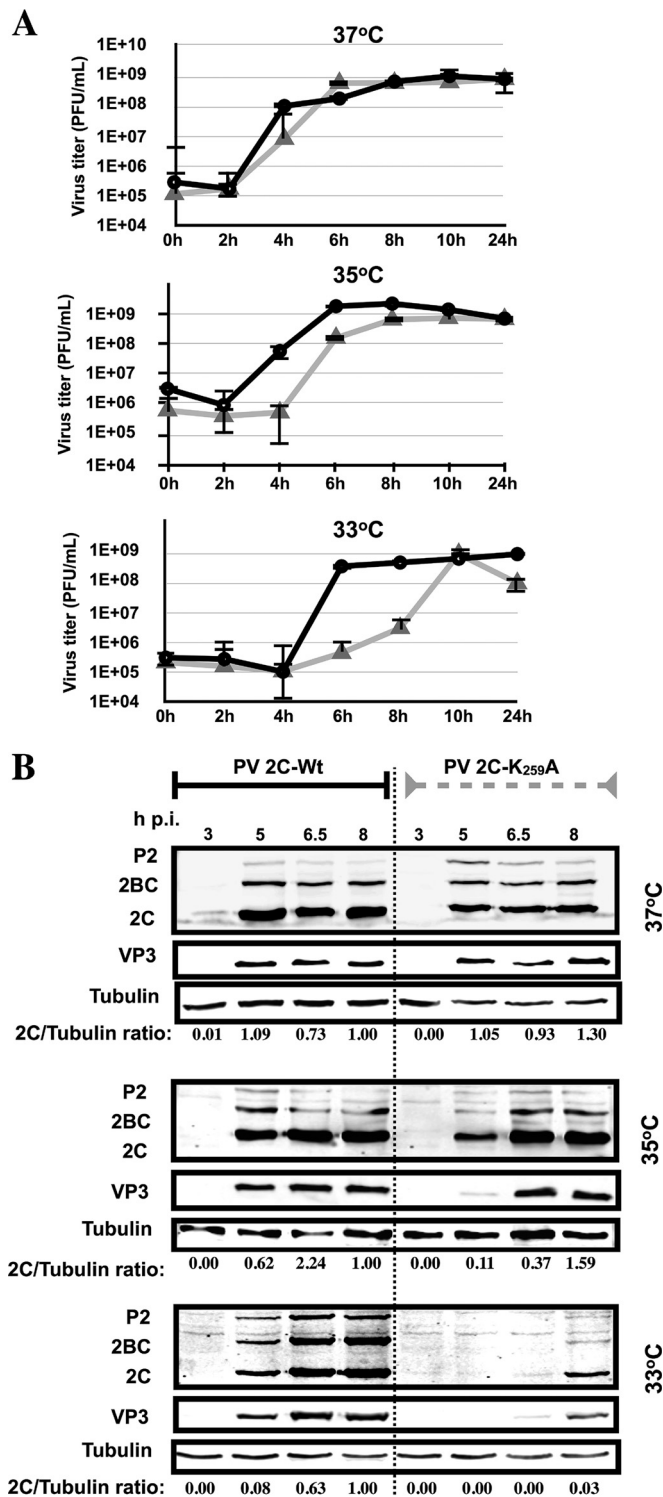 A
37°C
Virus titer (PFU/mL)
1E+10
1E+09
1E+08
1E+07
1E+06
1E+05
1E+04
0h 2h 4h 6h 8h 10h 24h
35°C
Virus titer (PFU/mL)
1E+09
1E+08
1E+07
1E+06
1E+05
1E+04
0h 2h 4h 6h 8h 10h 24h
33°C
Virus titer (PFU/mL)
1E+09
1E+08
1E+07
1E+06
1E+05
1E+04
0h 2h 4h 6h 8h 10h 24h
B
PV 2C-Wt PV 2C-K₂₅₉A
h p.i.
3 5 6.5 8 3 5 6.5 8
P2
2BC
2C
37°C
VP3
Tubulin
2C/Tubulin ratio: 0.01 1.09 0.73 1.00 0.00 1.05 0.93 1.30
P2
2BC
2C
35°C
VP3
Tubulin
2C/Tubulin ratio: 0.00 0.62 2.24 1.00 0.00 0.11 0.37 1.59
P2
2BC
2C
33°C
VP3
Tubulin
2C/Tubulin ratio: 0.00 0.08 0.63 1.00 0.00 0.00 0.00 0.03